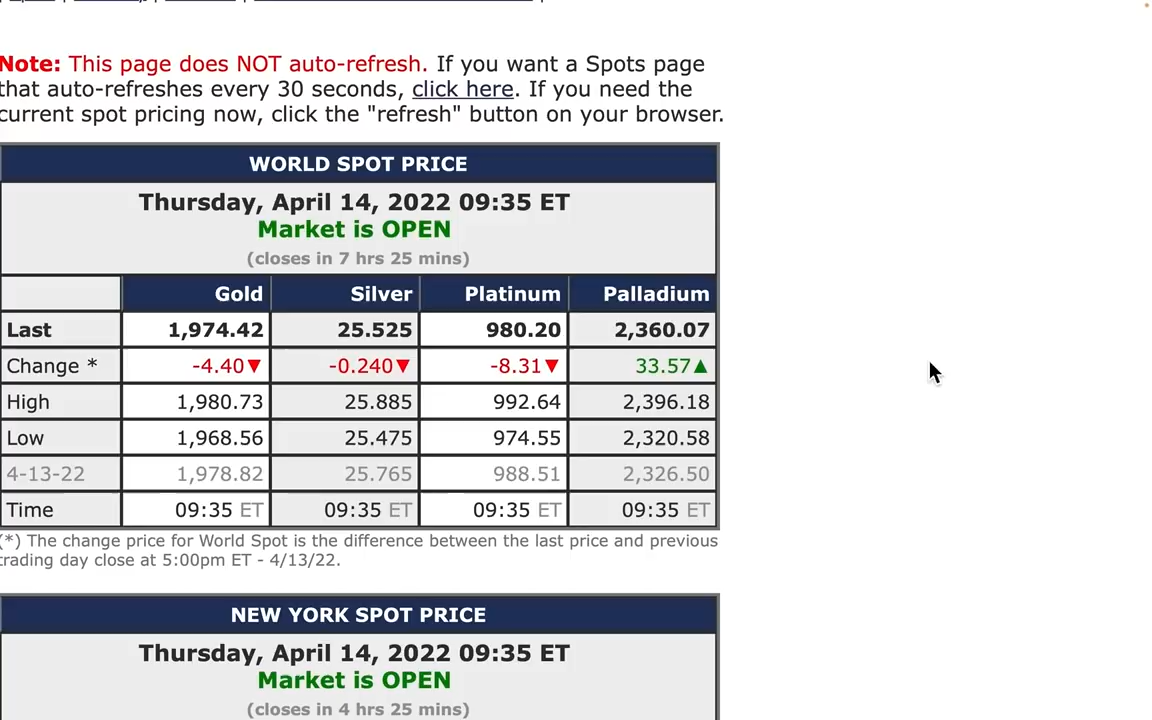 Note: This page does NOT auto-refresh. If you want a Spots page
that auto-refreshes every 30 seconds, click here. If you need the
current spot pricing now, click the "refresh" button on your browser.
WORLD SPOT PRICE
Thursday, April 14, 2022 09:35 ET
Market is OPEN
(closes in 7 hrs 25 mins)
Gold Silver Platinum Palladium
Last 1,974.42 25.525 980.20 2,360.07
Change * -4.40▼ -0.240▼ -8.31▼ 33.57▲
High 1,980.73 25.885 992.64 2,396.18
Low 1,968.56 25.475 974.55 2,320.58
4-13-22 1,978.82 25.765 988.51 2,326.50
Time 09:35 ET 09:35 ET 09:35 ET 09:35 ET
(*) The change price for World Spot is the difference between the last price and previous
trading day close at 5:00pm ET - 4/13/22.
NEW YORK SPOT PRICE
Thursday, April 14, 2022 09:35 ET
Market is OPEN
(closes in 4 hrs 25 mins)